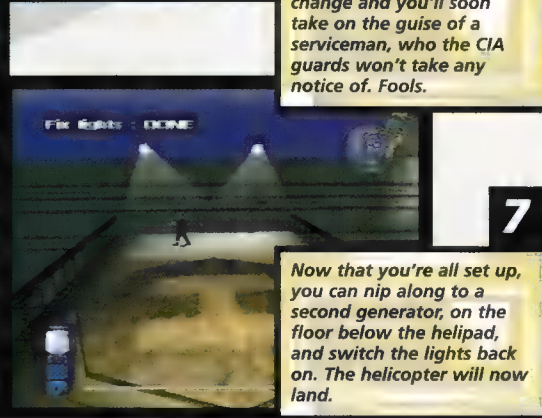 change and you'll soon
take on the guise of a
serviceman, who the CIA
guards won't take any
notice of. Fools.
Fix lights : DONE
7
Now that you're all set up,
you can nip along to a
second generator, on the
floor below the helipad,
and switch the lights back
on. The helicopter will now
land.